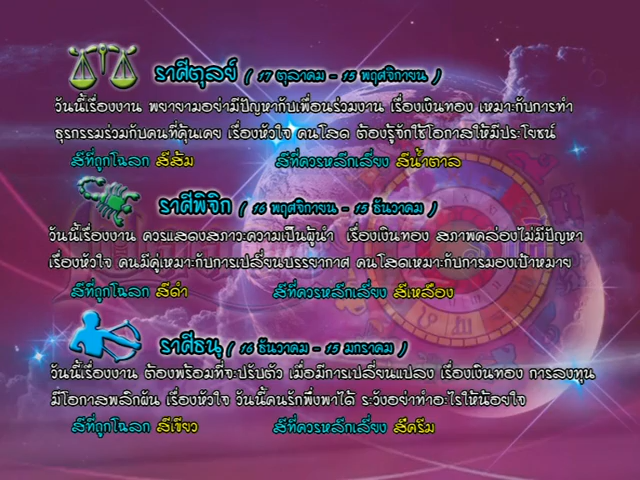 ราศีตุลย์ ( 17 ตุลาคม - 15 พฤศจิกายน )
วันนี้เรื่องงาน พยายามอย่ามีปัญหากับเพื่อนร่วมงาน เรื่องเงินทอง เหมาะกับการทำ
ธุรกรรมร่วมกับคนที่คุ้นเคย เรื่องหัวใจ คนโสด ต้องรู้จักใช้โอกาสให้มีประโยชน์
สีที่ถูกโฉลก สีส้ม สีที่ควรหลีกเลี่ยง สีน้ำตาล
ราศีพิจิก ( 16 พฤศจิกายน - 15 ธันวาคม )
วันนี้เรื่องงาน ควรแสดงสภาวะความเป็นผู้นำ เรื่องเงินทอง สภาพคล่องไม่มีปัญหา
เรื่องหัวใจ คนมีคู่เหมาะกับการเปลี่ยนบรรยากาศ คนโสดเหมาะกับการมองเป้าหมาย
สีที่ถูกโฉลก สีดำ สีที่ควรหลีกเลี่ยง สีเหลือง
ราศีธนู ( 16 ธันวาคม - 15 มกราคม )
วันนี้เรื่องงาน ต้องพร้อมที่จะปรับตัว เมื่อมีการเปลี่ยนแปลง เรื่องเงินทอง การลงทุน
มีโอกาสพลิกผัน เรื่องหัวใจ วันนี้คนรักพึ่งพาได้ ระวังอย่าทำอะไรให้น้อยใจ
สีที่ถูกโฉลก สีเขียว สีที่ควรหลีกเลี่ยง สีครีม